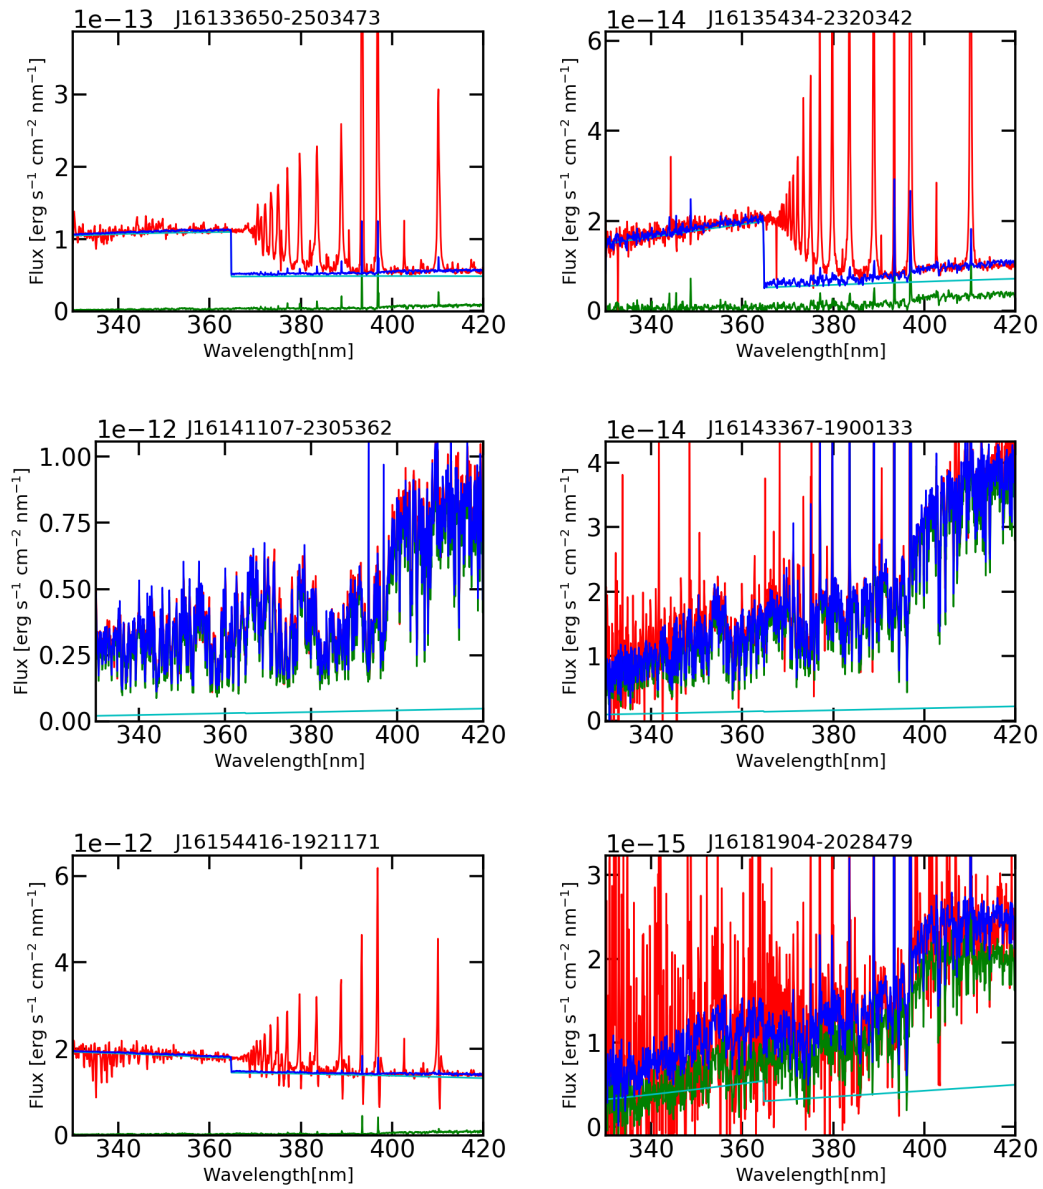 1e−13 J16133650-2503473
Flux [erg s⁻¹ cm⁻² nm⁻¹]
3
2
1
0
340 360 380 400 420
Wavelength[nm]
1e−14 J16135434-2320342
Flux [erg s⁻¹ cm⁻² nm⁻¹]
6
4
2
0
340 360 380 400 420
Wavelength[nm]
1e−12 J16141107-2305362
Flux [erg s⁻¹ cm⁻² nm⁻¹]
1.00
0.75
0.50
0.25
0.00
340 360 380 400 420
Wavelength[nm]
1e−14 J16143367-1900133
Flux [erg s⁻¹ cm⁻² nm⁻¹]
4
3
2
1
0
340 360 380 400 420
Wavelength[nm]
1e−12 J16154416-1921171
Flux [erg s⁻¹ cm⁻² nm⁻¹]
6
4
2
0
340 360 380 400 420
Wavelength[nm]
1e−15 J16181904-2028479
Flux [erg s⁻¹ cm⁻² nm⁻¹]
3
2
1
0
340 360 380 400 420
Wavelength[nm]